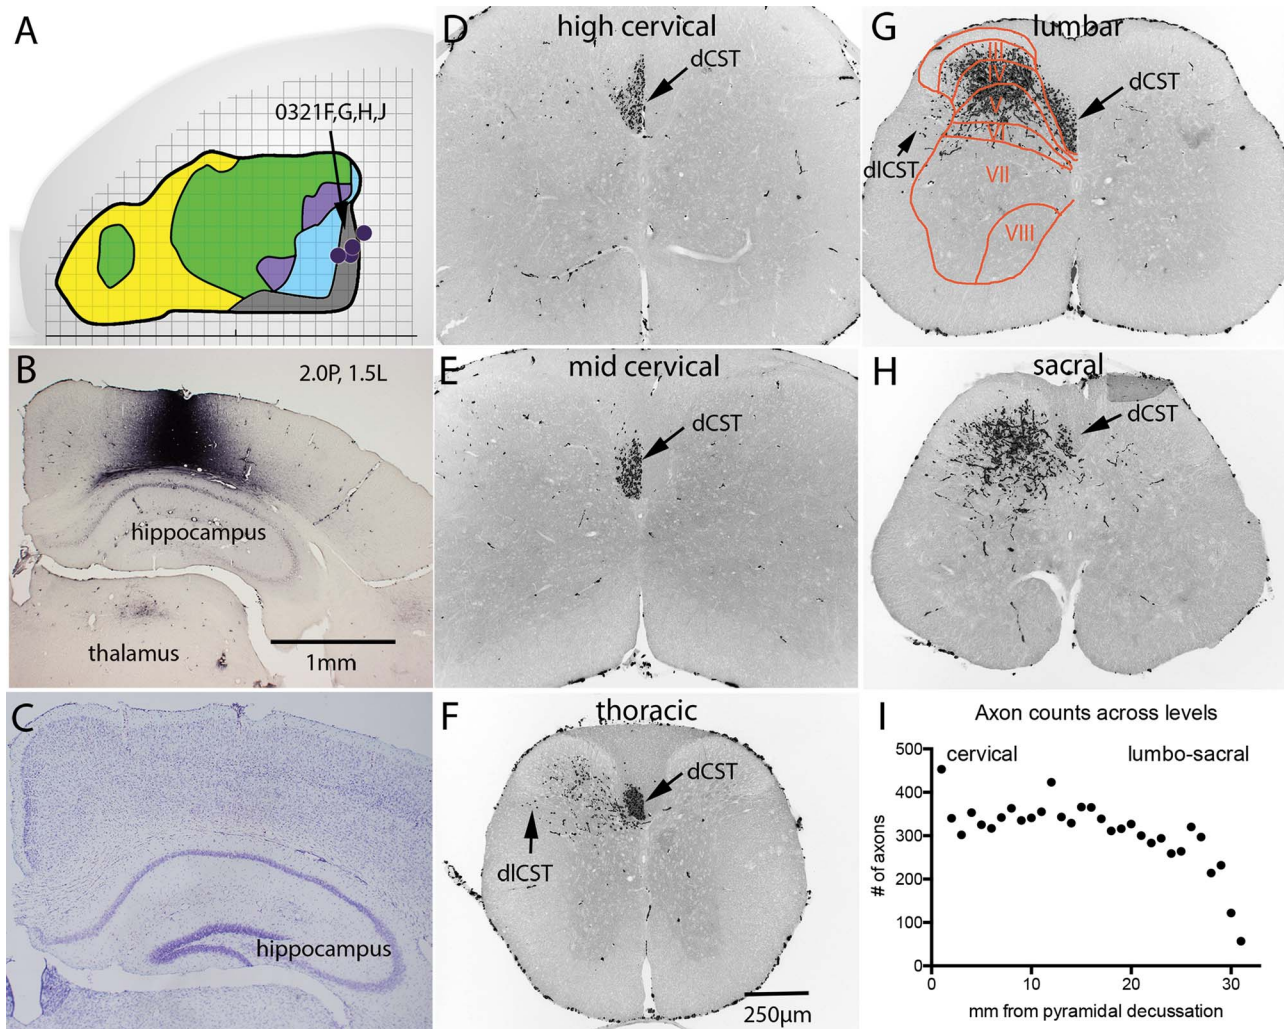 A
0321F,G,H,J
B
2.0P, 1.5L
hippocampus
thalamus
1mm
C
hippocampus
D
high cervical
dCST
E
mid cervical
dCST
F
thoracic
dCST
dlCST
250µm
G
lumbar
III
IV
V
VI
VII
VIII
dCST
dlCST
H
sacral
dCST
I
Axon counts across levels
cervical
lumbo-sacral
# of axons
500
400
300
200
100
0
0
10
20
30
mm from pyramidal decussation